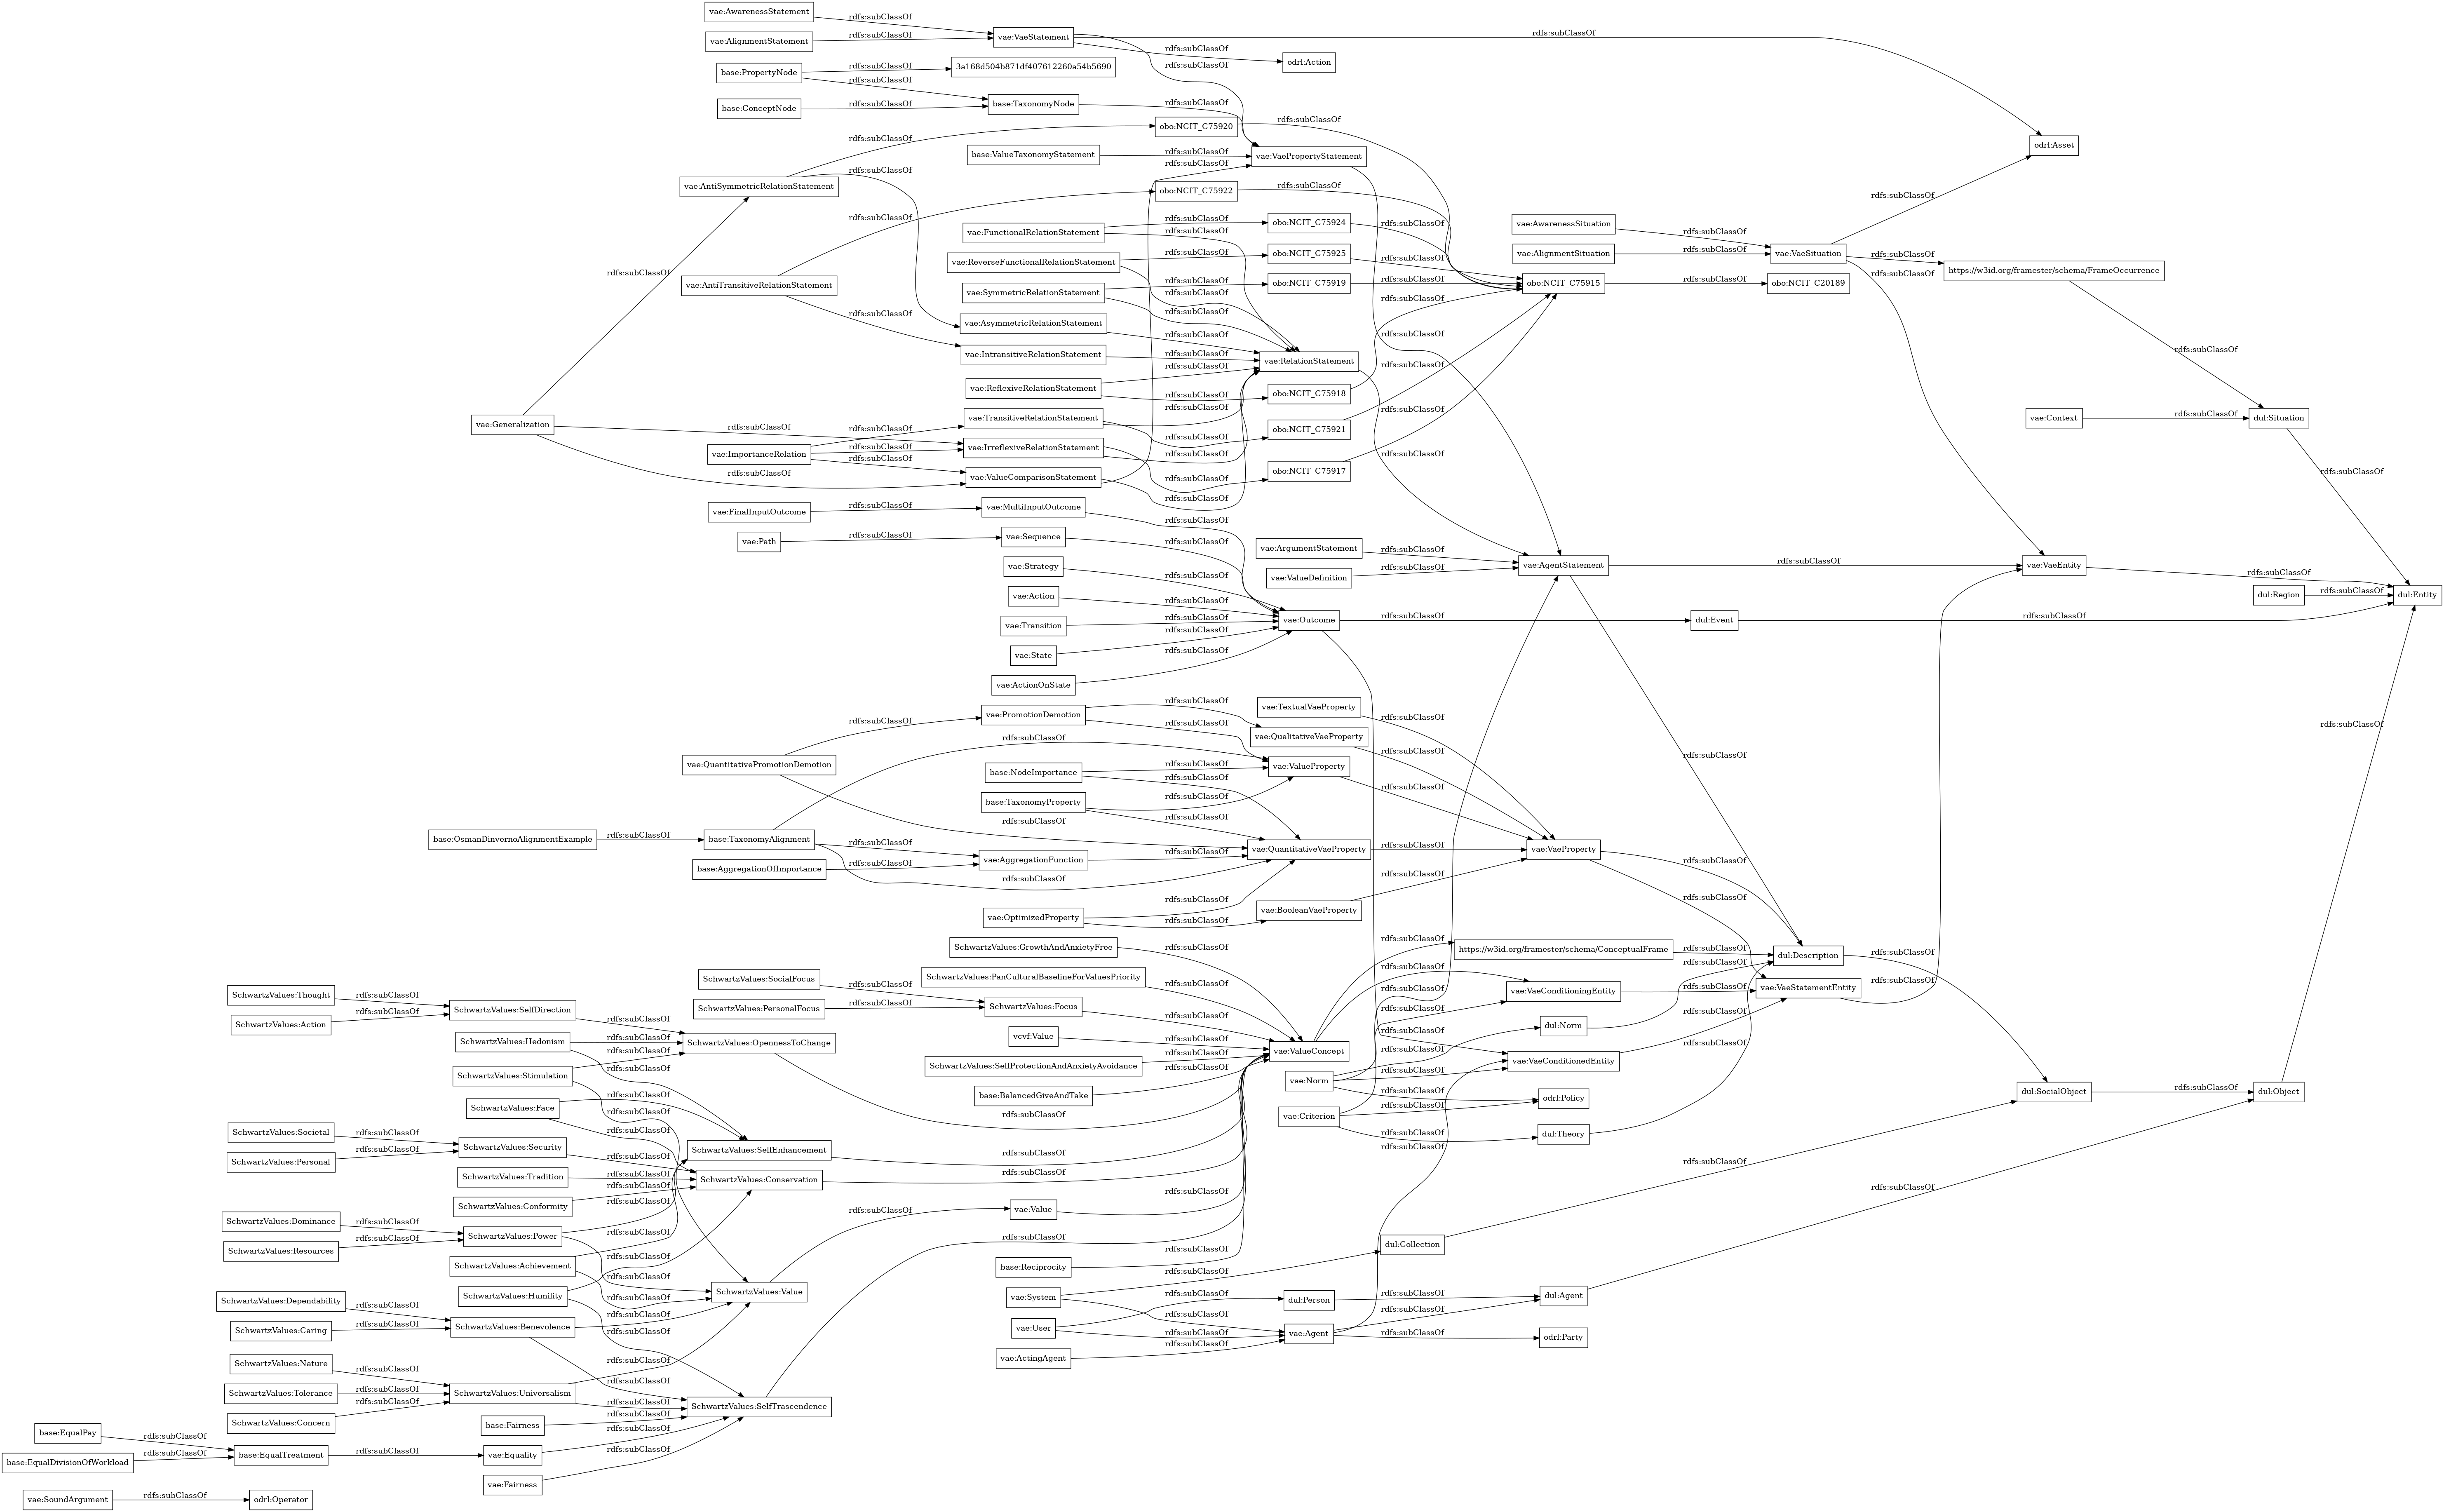 vae:AwarenessStatement
vae:AlignmentStatement
vae:VaeStatement
odrl:Action
base:PropertyNode
3a168d504b871df407612260a54b5690
base:ConceptNode
base:TaxonomyNode
obo:NCIT_C75920
base:ValueTaxonomyStatement
vae:VaePropertyStatement
odrl:Asset
vae:AntiSymmetricRelationStatement
obo:NCIT_C75922
vae:FunctionalRelationStatement
obo:NCIT_C75924
vae:AwarenessSituation
vae:ReverseFunctionalRelationStatement
obo:NCIT_C75925
vae:AlignmentSituation
vae:VaeSituation
https://w3id.org/framester/schema/FrameOccurrence
vae:AntiTransitiveRelationStatement
vae:SymmetricRelationStatement
obo:NCIT_C75919
obo:NCIT_C75915
obo:NCIT_C20189
vae:AsymmetricRelationStatement
vae:IntransitiveRelationStatement
vae:RelationStatement
vae:ReflexiveRelationStatement
obo:NCIT_C75918
vae:Generalization
vae:TransitiveRelationStatement
obo:NCIT_C75921
vae:Context
dul:Situation
vae:ImportanceRelation
vae:IrreflexiveRelationStatement
vae:ValueComparisonStatement
obo:NCIT_C75917
vae:FinalInputOutcome
vae:MultiInputOutcome
vae:Path
vae:Sequence
vae:ArgumentStatement
vae:Strategy
vae:ValueDefinition
vae:AgentStatement
vae:VaeEntity
vae:Action
dul:Region
dul:Entity
vae:Transition
vae:Outcome
dul:Event
vae:State
vae:ActionOnState
vae:PromotionDemotion
vae:TextualVaeProperty
vae:QualitativeVaeProperty
vae:QuantitativePromotionDemotion
base:NodeImportance
vae:ValueProperty
base:TaxonomyProperty
base:OsmanDinvernoAlignmentExample
base:TaxonomyAlignment
vae:AggregationFunction
vae:QuantitativeVaeProperty
vae:VaeProperty
base:AggregationOfImportance
vae:OptimizedProperty
vae:BooleanVaeProperty
SchwartzValues:GrowthAndAnxietyFree
https://w3id.org/framester/schema/ConceptualFrame
dul:Description
SchwartzValues:SocialFocus
SchwartzValues:PanCulturalBaselineForValuesPriority
SchwartzValues:Thought
SchwartzValues:SelfDirection
SchwartzValues:PersonalFocus
SchwartzValues:Focus
vae:VaeConditioningEntity
vae:VaeStatementEntity
SchwartzValues:Action
dul:Norm
SchwartzValues:Hedonism
SchwartzValues:OpennessToChange
vcvf:Value
vae:ValueConcept
SchwartzValues:SelfProtectionAndAnxietyAvoidance
vae:VaeConditionedEntity
SchwartzValues:Stimulation
vae:Norm
base:BalancedGiveAndTake
odrl:Policy
dul:SocialObject
dul:Object
SchwartzValues:Face
vae:Criterion
SchwartzValues:Societal
dul:Theory
SchwartzValues:Security
SchwartzValues:SelfEnhancement
SchwartzValues:Personal
SchwartzValues:Tradition
SchwartzValues:Conservation
SchwartzValues:Conformity
vae:Value
SchwartzValues:Dominance
SchwartzValues:Power
SchwartzValues:Resources
dul:Collection
SchwartzValues:Achievement
base:Reciprocity
SchwartzValues:Humility
SchwartzValues:Value
vae:System
dul:Person
dul:Agent
SchwartzValues:Dependability
SchwartzValues:Benevolence
vae:User
SchwartzValues:Caring
vae:Agent
odrl:Party
vae:ActingAgent
SchwartzValues:Nature
SchwartzValues:Tolerance
SchwartzValues:Universalism
SchwartzValues:SelfTrascendence
SchwartzValues:Concern
base:Fairness
base:EqualPay
base:EqualTreatment
vae:Equality
base:EqualDivisionOfWorkload
vae:Fairness
vae:SoundArgument
rdfs:subClassOf
odrl:Operator